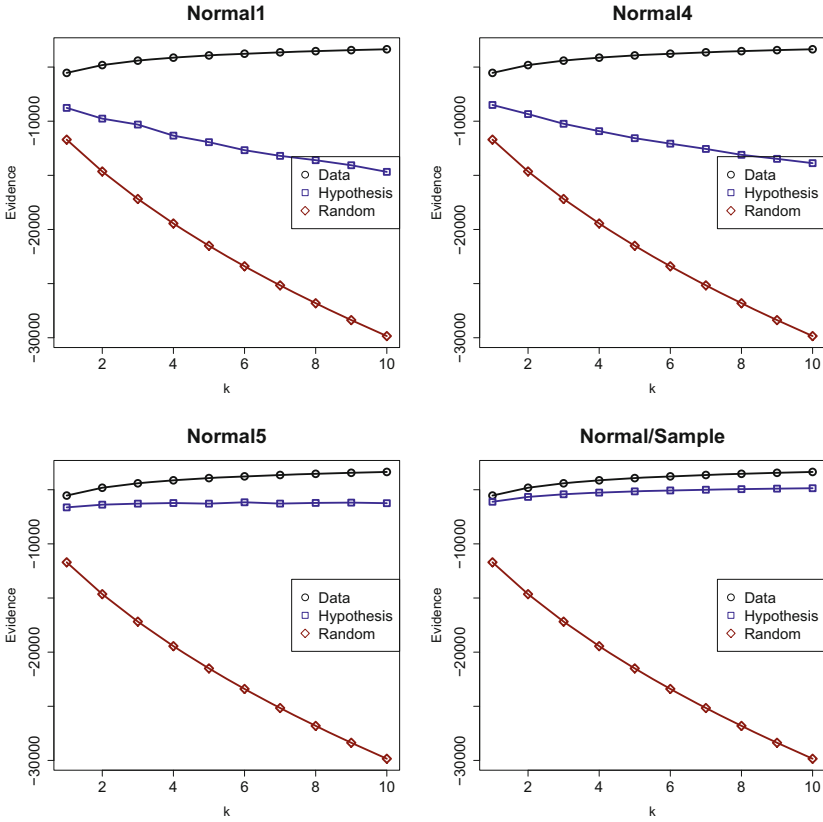 Normal1
Evidence
-10000
-20000
-30000
Data
Hypothesis
Random
2 4 6 8 10
k
Normal4
Evidence
-10000
-20000
-30000
Data
Hypothesis
Random
2 4 6 8 10
k
Normal5
Evidence
-10000
-20000
-30000
Data
Hypothesis
Random
2 4 6 8 10
k
Normal/Sample
Evidence
-10000
-20000
-30000
Data
Hypothesis
Random
2 4 6 8 10
k